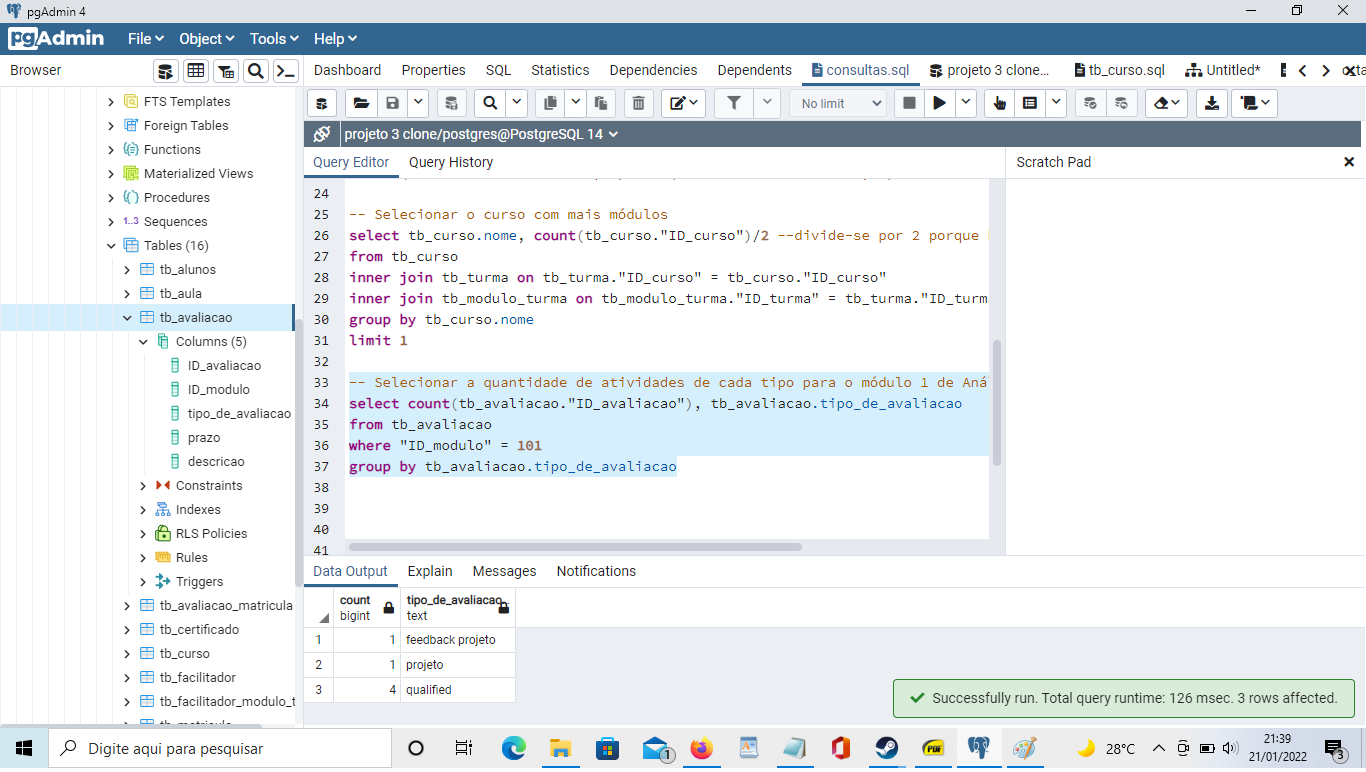 pgAdmin 4
pgAdmin
File
Object
Tools
Help
Browser
Dashboard
Properties
SQL
Statistics
Dependencies
Dependents
consultas.sql
projeto 3 clone...
tb_curso.sql
Untitled*
No limit
projeto 3 clone/postgres@PostgreSQL 14
Query Editor
Query History
Scratch Pad
FTS Templates
Foreign Tables
Functions
Materialized Views
Procedures
1..3 Sequences
Tables (16)
tb_alunos
tb_aula
tb_avaliacao
Columns (5)
ID_avaliacao
ID_modulo
tipo_de_avaliacao
prazo
descricao
Constraints
Indexes
RLS Policies
Rules
Triggers
tb_avaliacao_matricula
tb_certificado
tb_curso
tb_facilitador
tb_facilitador_modulo_t
24
25 -- Selecionar o curso com mais módulos
26 select tb_curso.nome, count(tb_curso."ID_curso")/2 --divide-se por 2 porque
27 from tb_curso
28 inner join tb_turma on tb_turma."ID_curso" = tb_curso."ID_curso"
29 inner join tb_modulo_turma on tb_modulo_turma."ID_turma" = tb_turma."ID_turma
30 group by tb_curso.nome
31 limit 1
32
33 -- Selecionar a quantidade de atividades de cada tipo para o módulo 1 de Aná
34 select count(tb_avaliacao."ID_avaliacao"), tb_avaliacao.tipo_de_avaliacao
35 from tb_avaliacao
36 where "ID_modulo" = 101
37 group by tb_avaliacao.tipo_de_avaliacao
38
39
40
41
Data Output
Explain
Messages
Notifications
count
bigint
tipo_de_avaliacao
text
1 1 feedback projeto
2 1 projeto
3 4 qualified
Successfully run. Total query runtime: 126 msec. 3 rows affected.
Digite aqui para pesquisar
1
PDF
28°C
21:39
21/01/2022
3